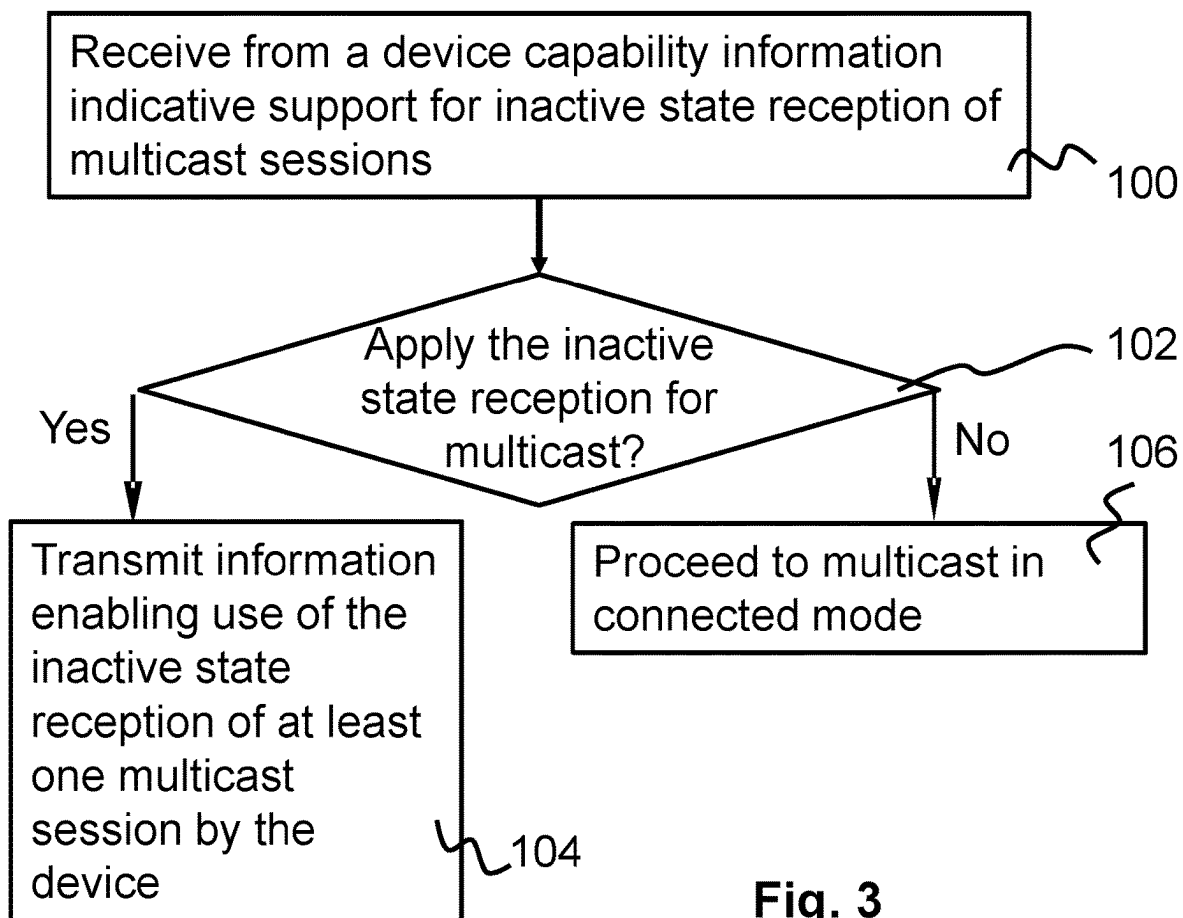 Receive from a device capability information
indicative support for inactive state reception of
multicast sessions
100
Apply the inactive
state reception for
multicast?
102
Yes
No
106
Transmit information
enabling use of the
inactive state
reception of at least
one multicast
session by the
device
104
Proceed to multicast in
connected mode
Fig. 3